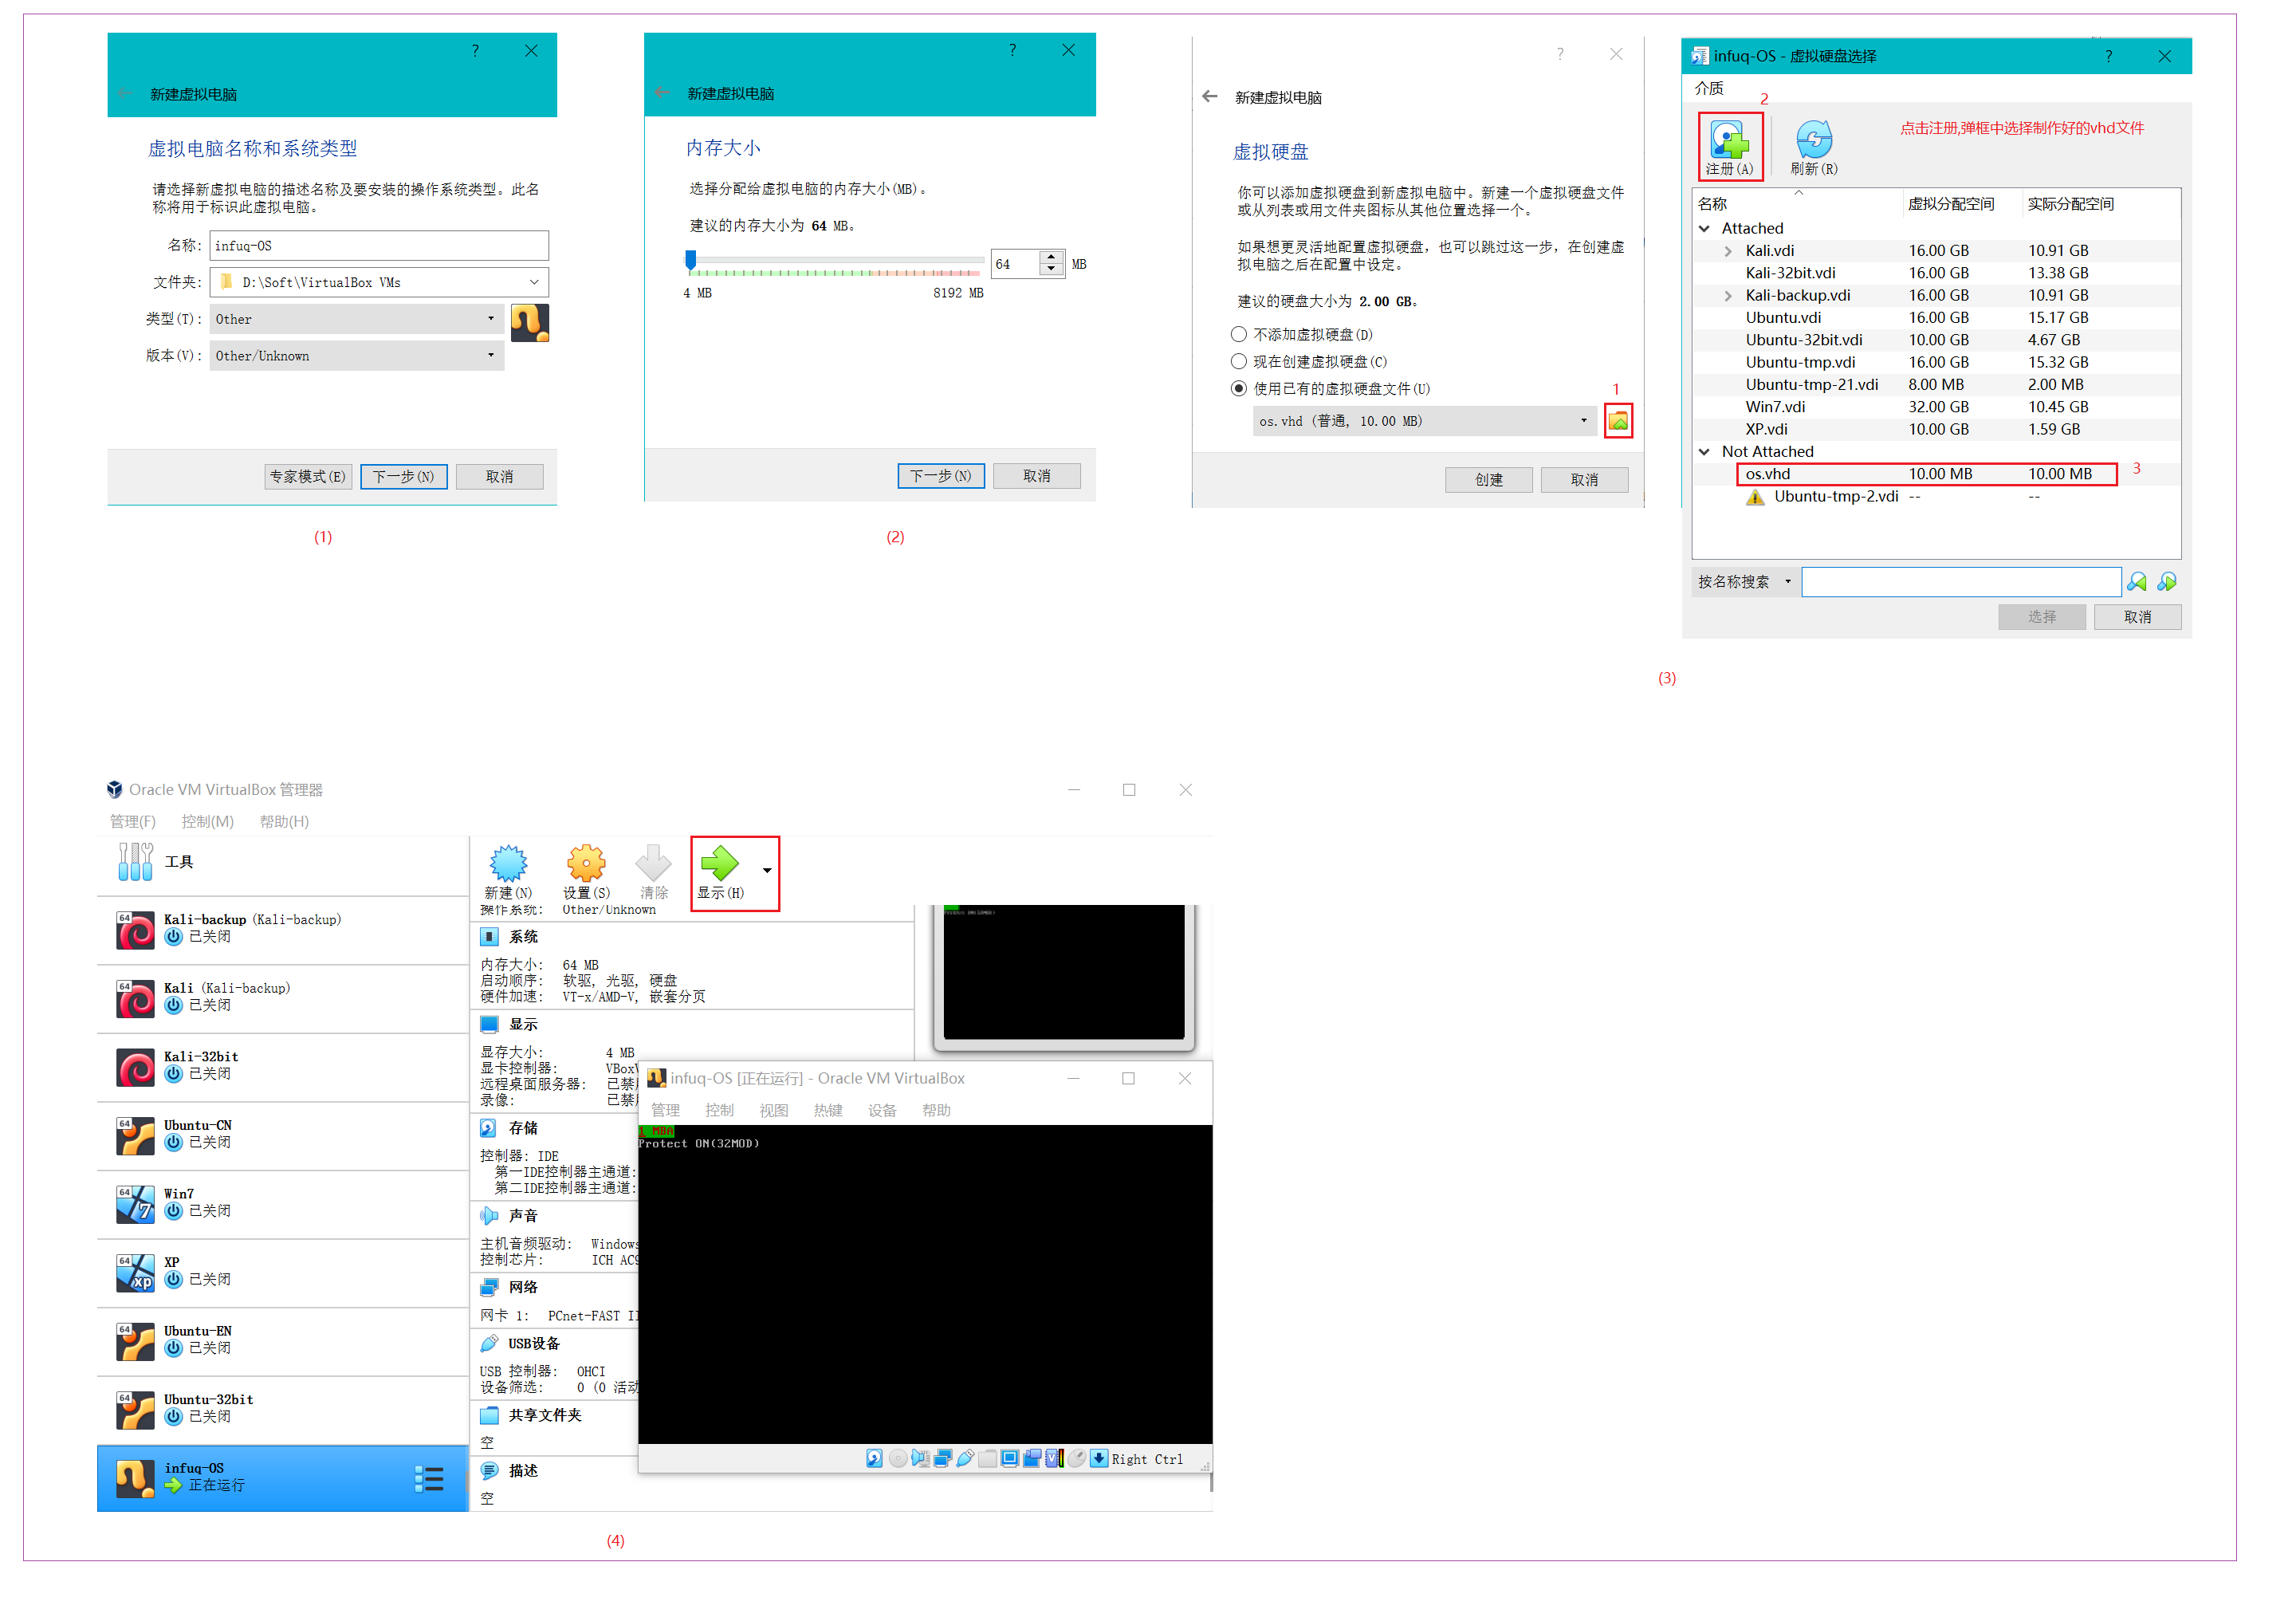 新建虚拟电脑
虚拟电脑名称和系统类型
请选择新虚拟电脑的描述名称及要安装的操作系统类型。此名
称将用于标识此虚拟电脑。
名称: infuq-OS
文件夹: D:\Soft\VirtualBox VMs
类型(T): Other
版本(V): Other/Unknown
专家模式(E) 下一步(N) 取消
(1)
新建虚拟电脑
内存大小
选择分配给虚拟电脑的内存大小(MB)。
建议的内存大小为 64 MB。
64 MB
4 MB 8192 MB
下一步(N) 取消
(2)
新建虚拟电脑
虚拟硬盘
你可以添加虚拟硬盘到新虚拟电脑中。新建一个虚拟硬盘文件
或从列表或用文件夹图标从其他位置选择一个。
如果想更灵活地配置虚拟硬盘，也可以跳过这一步，在创建虚
拟电脑之后在配置中设定。
建议的硬盘大小为 2.00 GB。
不添加虚拟硬盘(D)
现在创建虚拟硬盘(C)
使用已有的虚拟硬盘文件(U)
1
os.vhd (普通, 10.00 MB)
创建 取消
infuq-OS - 虚拟硬盘选择
介质
2
点击注册,弹框中选择制作好的vhd文件
注册(A) 刷新(R)
名称 虚拟分配空间 实际分配空间
Attached
Kali.vdi 16.00 GB 10.91 GB
Kali-32bit.vdi 16.00 GB 13.38 GB
Kali-backup.vdi 16.00 GB 10.91 GB
Ubuntu.vdi 16.00 GB 15.17 GB
Ubuntu-32bit.vdi 10.00 GB 4.67 GB
Ubuntu-tmp.vdi 16.00 GB 15.32 GB
Ubuntu-tmp-21.vdi 8.00 MB 2.00 MB
Win7.vdi 32.00 GB 10.45 GB
XP.vdi 10.00 GB 1.59 GB
Not Attached
os.vhd 10.00 MB 10.00 MB 3
Ubuntu-tmp-2.vdi -- --
按名称搜索
选择 取消
(3)
Oracle VM VirtualBox 管理器
管理(F) 控制(M) 帮助(H)
工具
Kali-backup (Kali-backup)
64 已关闭
Kali (Kali-backup)
64 已关闭
Kali-32bit
已关闭
Ubuntu-CN
64 已关闭
Win7
64 已关闭
XP
64 已关闭
Ubuntu-EN
64 已关闭
Ubuntu-32bit
64 已关闭
infuq-OS
正在运行
新建(N) 设置(S) 清除 显示(H)
操作系统: Other/Unknown
系统
内存大小: 64 MB
启动顺序: 软驱, 光驱, 硬盘
硬件加速: VT-x/AMD-V, 嵌套分页
显示
显存大小: 4 MB
显卡控制器: VBox
远程桌面服务器: 已禁
录像: 已禁
存储
控制器: IDE
第一IDE控制器主通道:
第二IDE控制器主通道:
声音
主机音频驱动: Windows
控制芯片: ICH AC9
网络
网卡 1: PCnet-FAST II
USB设备
USB 控制器: OHCI
设备筛选: 0 (0 活动
共享文件夹
空
描述
空
infuq-OS [正在运行] - Oracle VM VirtualBox
管理 控制 视图 热键 设备 帮助
1 MBA
Protect ON(32MOD)
Right Ctrl
(4)